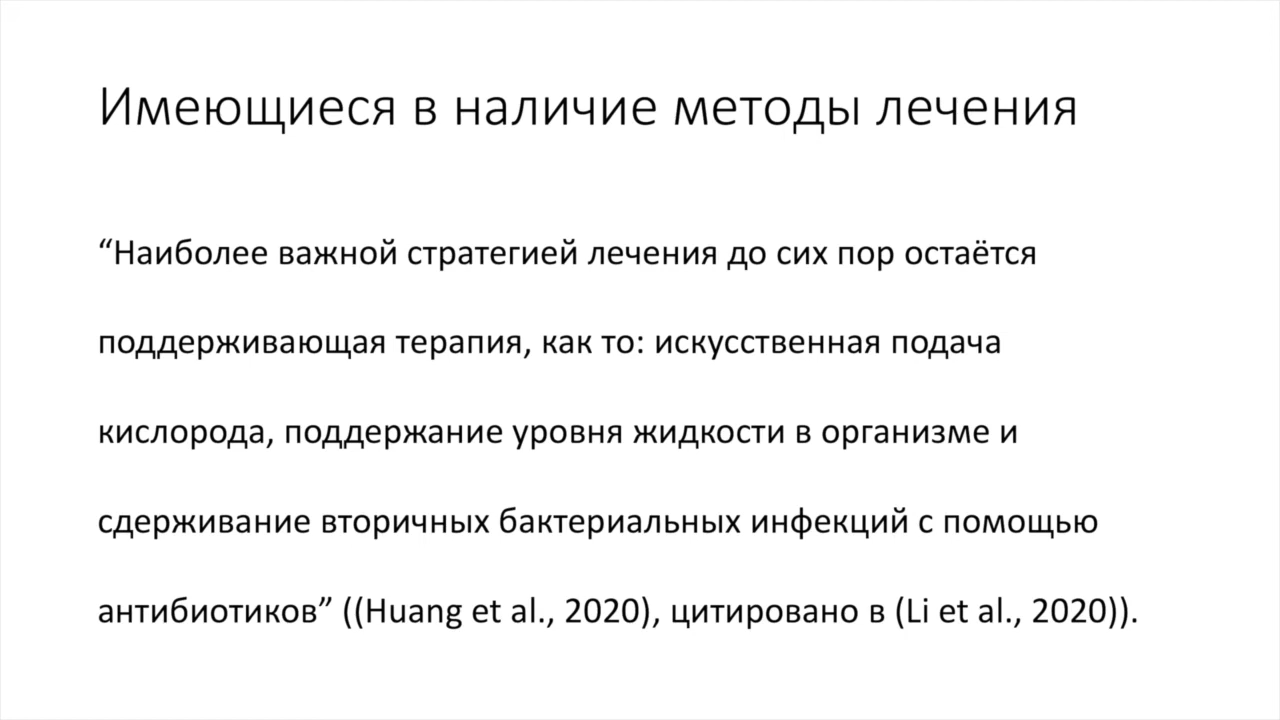 Имеющиеся в наличие методы лечения
“Наиболее важной стратегией лечения до сих пор остаётся
поддерживающая терапия, как то: искусственная подача
кислорода, поддержание уровня жидкости в организме и
сдерживание вторичных бактериальных инфекций с помощью
антибиотиков” ((Huang et al., 2020), цитировано в (Li et al., 2020)).